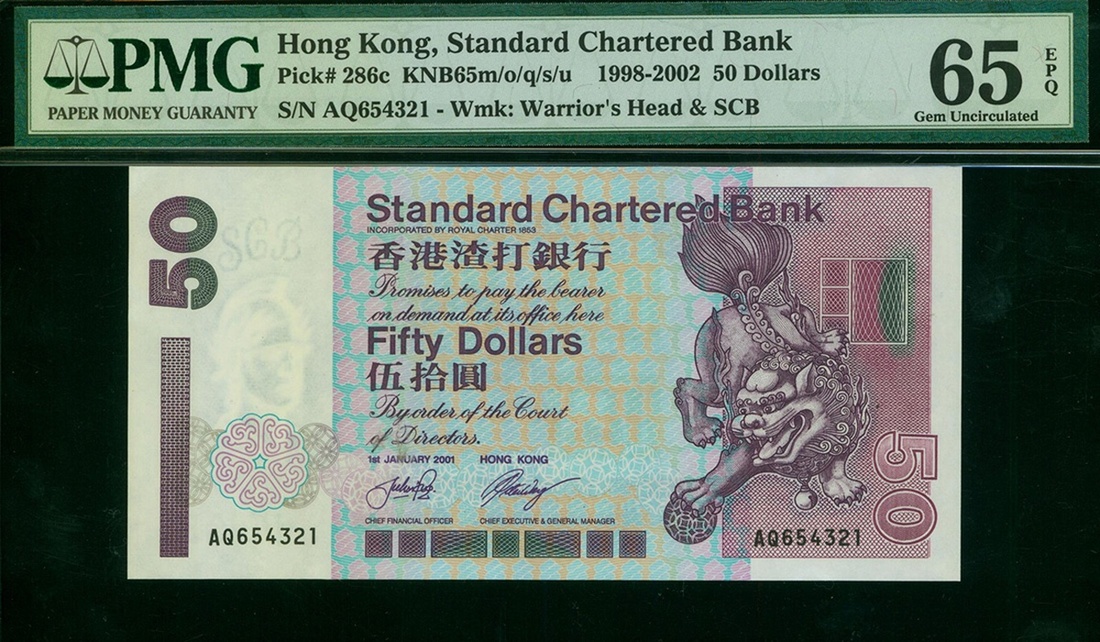 PMG
PAPER MONEY GUARANTY
Hong Kong, Standard Chartered Bank
Pick# 286c KNB65m/o/q/s/u 1998-2002 50 Dollars
S/N AQ654321 - Wmk: Warrior's Head & SCB
65
EPQ
Gem Uncirculated
50
SCB
Standard Chartered Bank
INCORPORATED BY ROYAL CHARTER 1853
香港渣打銀行
Promises to pay the bearer
on demand at its office here
Fifty Dollars
伍拾圓
By order of the Court
of Directors.
1st JANUARY 2001 HONG KONG
CHIEF FINANCIAL OFFICER CHIEF EXECUTIVE & GENERAL MANAGER
AQ654321
AQ654321
50